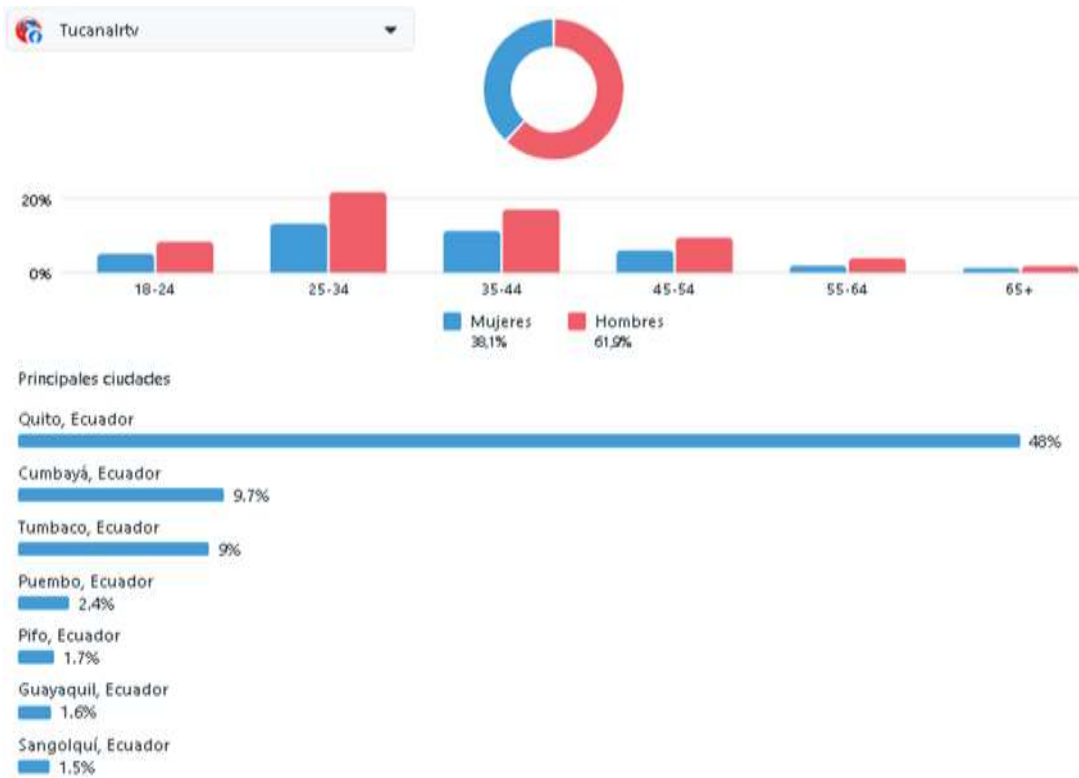 Tucanalrtv
20%
0%
18-24 25-34 35-44 45-54 55-64 65+
Mujeres Hombres
38,1% 61,9%
Principales ciudades
Quito, Ecuador
48%
Cumbayá, Ecuador
9.7%
Tumbaco, Ecuador
9%
Puembo, Ecuador
2.4%
Pifo, Ecuador
1.7%
Guayaquil, Ecuador
1.6%
Sangolquí, Ecuador
1.5%